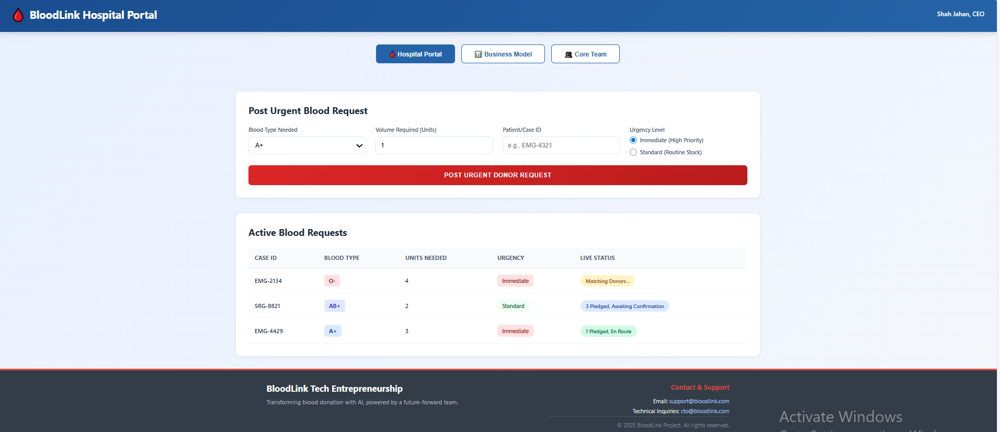 BloodLink Hospital Portal
Shah Jahan, CEO
Hospital Portal
Business Model
Core Team
Post Urgent Blood Request
Blood Type Needed
Volume Required (Units)
Patient/Case ID
Urgency Level
A+
1
e.g., EMG-4321
Immediate (High Priority)
Standard (Routine Stock)
POST URGENT DONOR REQUEST
Active Blood Requests
CASE ID BLOOD TYPE UNITS NEEDED URGENCY LIVE STATUS
EMG-2134 O- 4 Immediate Matching Donors...
SRG-8821 AB+ 2 Standard 3 Pledged, Awaiting Confirmation
EMG-4429 A+ 3 Immediate 1 Pledged, En Route
BloodLink Tech Entrepreneurship
Transforming blood donation with AI, powered by a future-forward team.
Contact & Support
Email: support@bloodlink.com
Technical Inquiries: cto@bloodlink.com
© 2025 BloodLink Project. All rights reserved.
Activate Windows